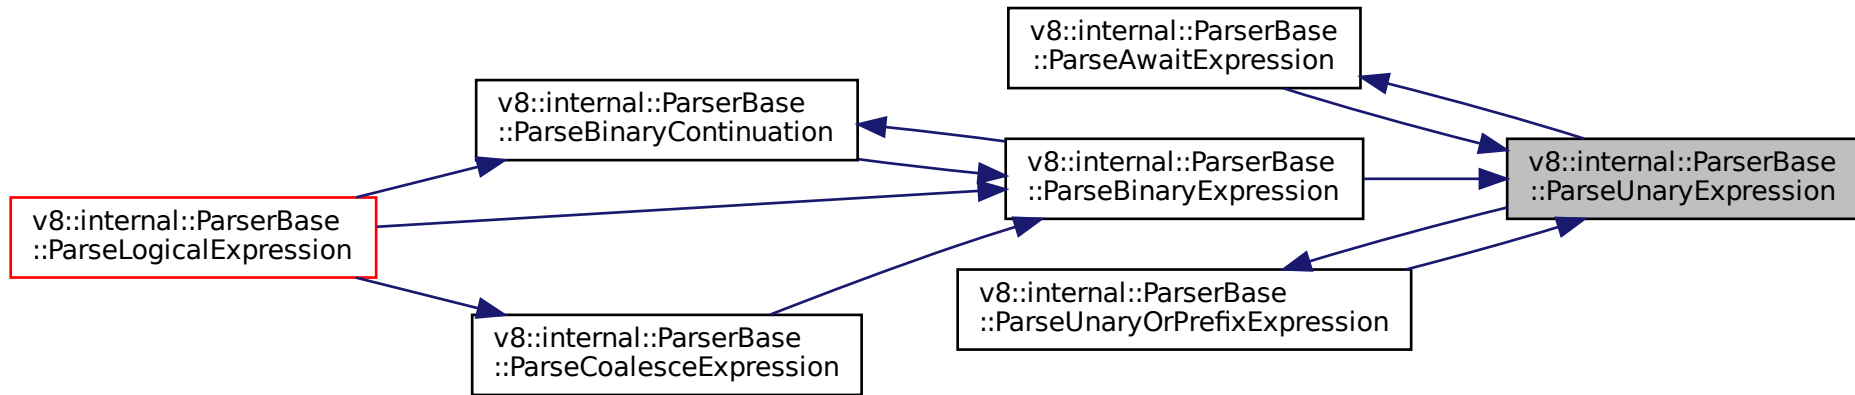 v8::internal::ParserBase
::ParseAwaitExpression
v8::internal::ParserBase
::ParseBinaryContinuation
v8::internal::ParserBase
::ParseBinaryExpression
v8::internal::ParserBase
::ParseUnaryExpression
v8::internal::ParserBase
::ParseLogicalExpression
v8::internal::ParserBase
::ParseUnaryOrPrefixExpression
v8::internal::ParserBase
::ParseCoalesceExpression